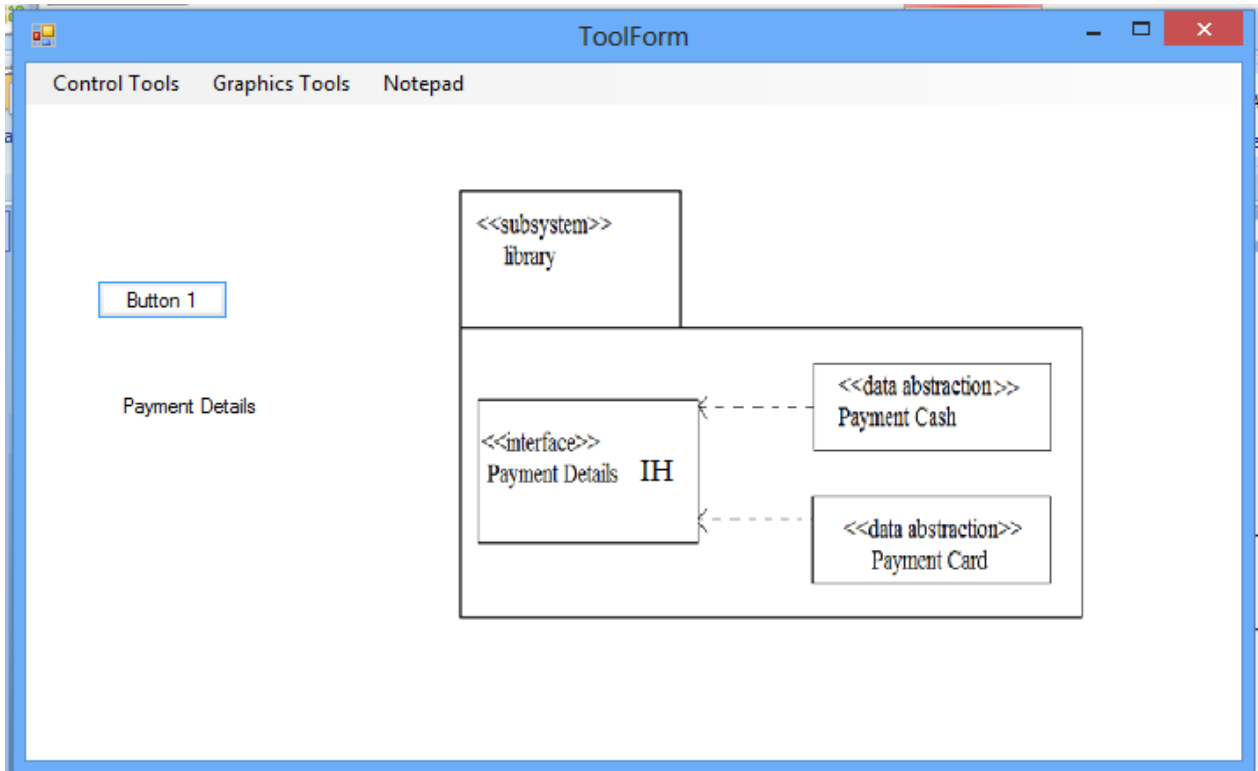 ToolForm
Control Tools Graphics Tools Notepad
<<subsystem>>
library
Button 1
Payment Details
<<interface>>
Payment Details IH
<<data abstraction>>
Payment Cash
<<data abstraction>>
Payment Card